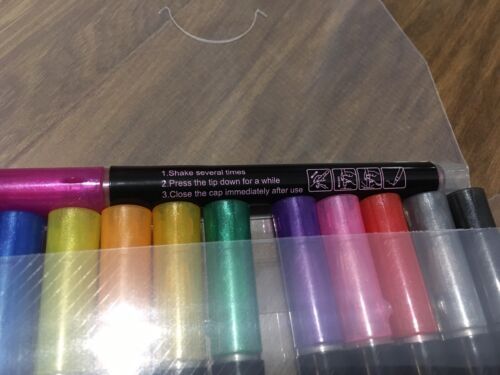 1.Shake several times
2.Press the tip down for a while
3.Close the cap immediately after use